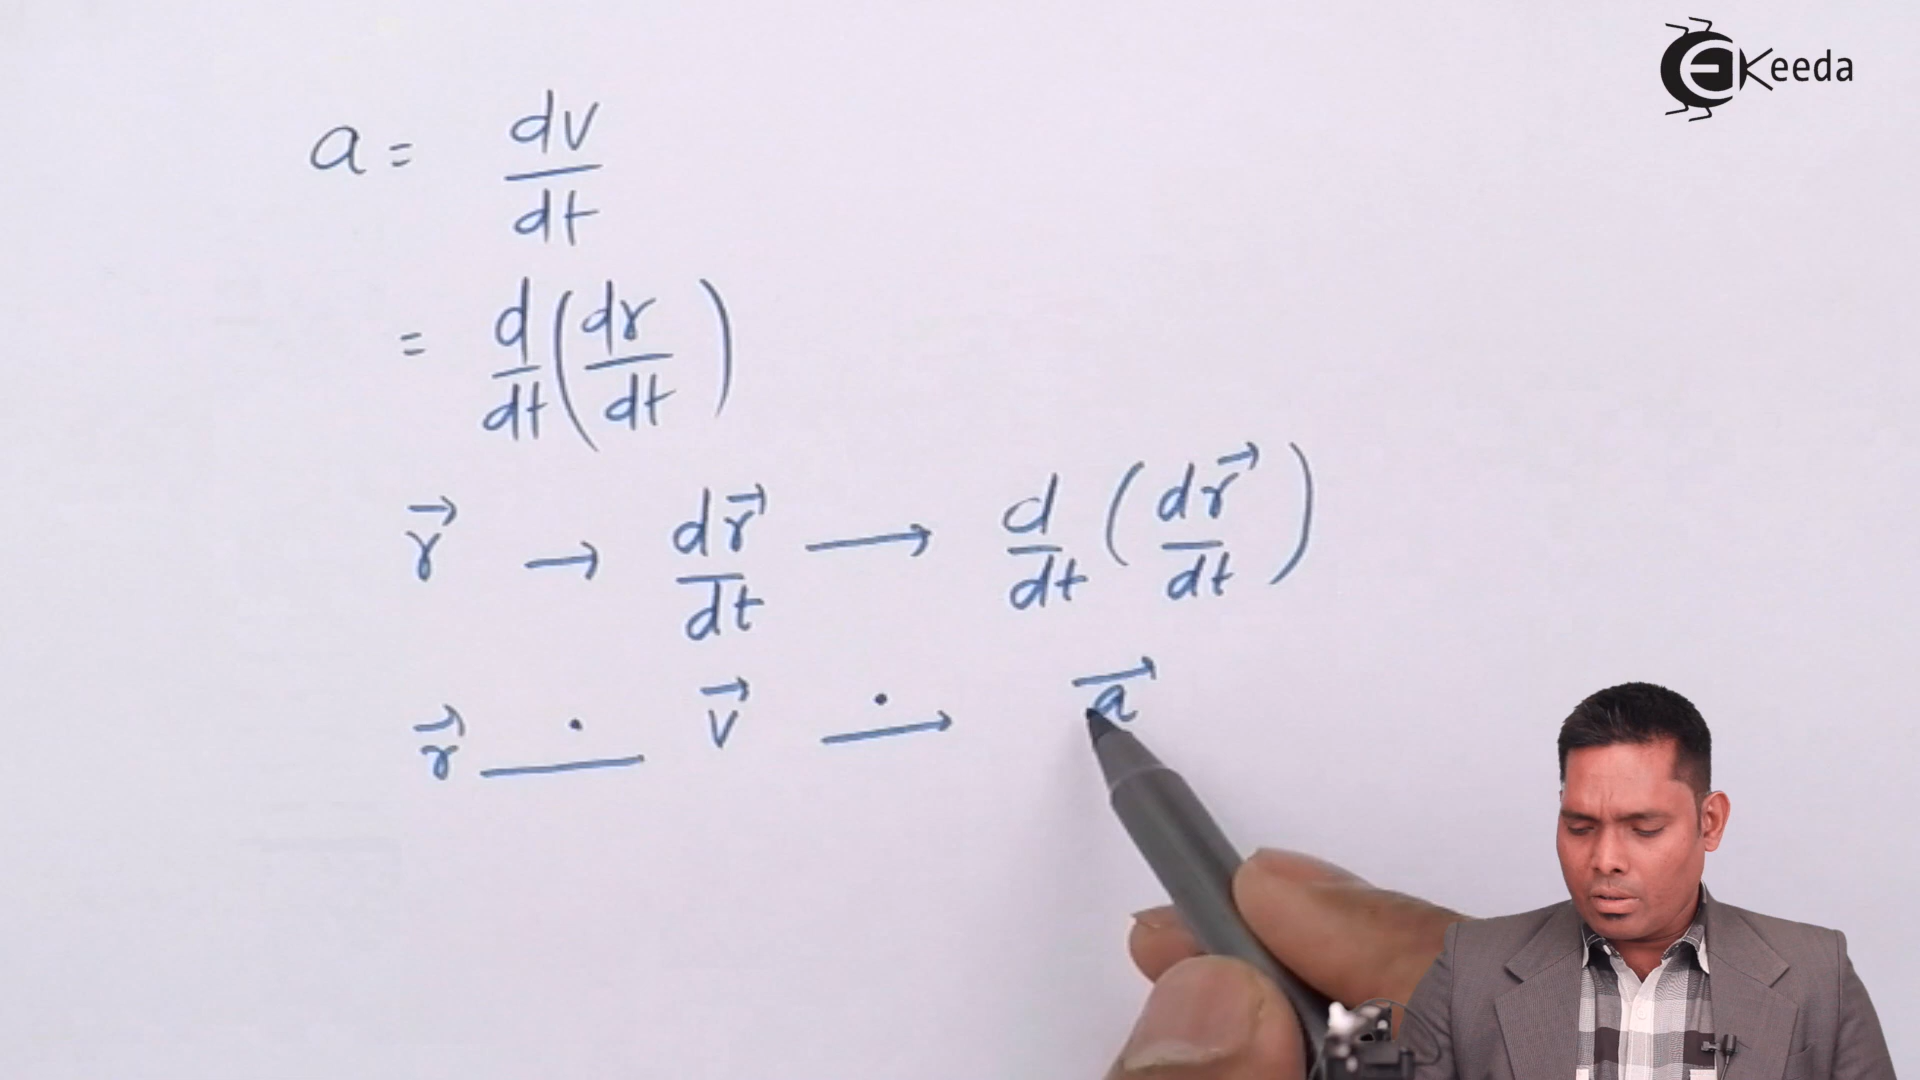 EKeeda
a = dv/dt
= d/dt (dr/dt)
r⃗ → dr⃗/dt → d/dt (dr⃗/dt)
r⃗ —·— v⃗ —·→ a⃗